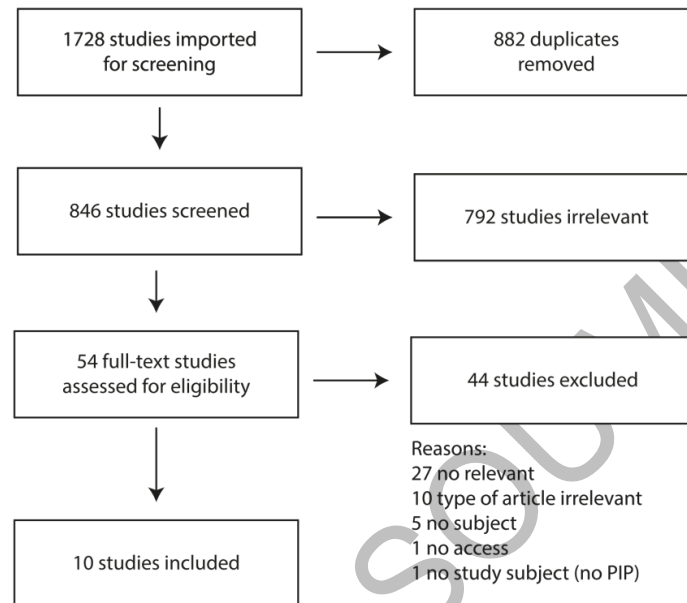 1728 studies imported
for screening
882 duplicates
removed
846 studies screened
792 studies irrelevant
54 full-text studies
assessed for eligibility
44 studies excluded
Reasons:
27 no relevant
10 type of article irrelevant
5 no subject
1 no access
1 no study subject (no PIP)
10 studies included